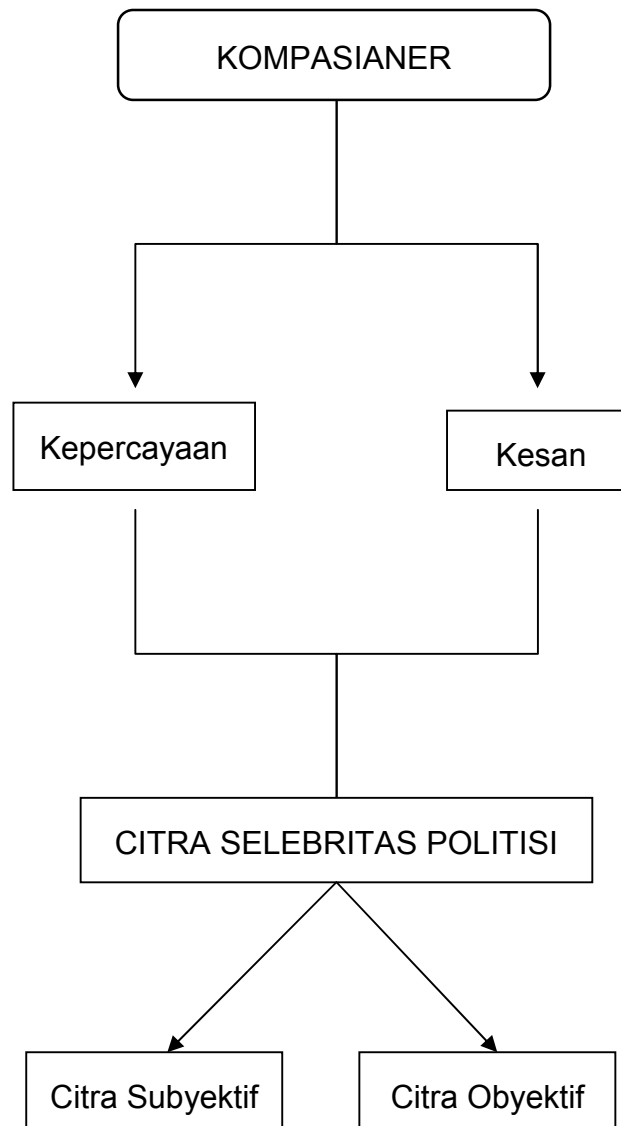 KOMPASIANER
Kepercayaan
Kesan
CITRA SELEBRITAS POLITISI
Citra Subyektif
Citra Obyektif